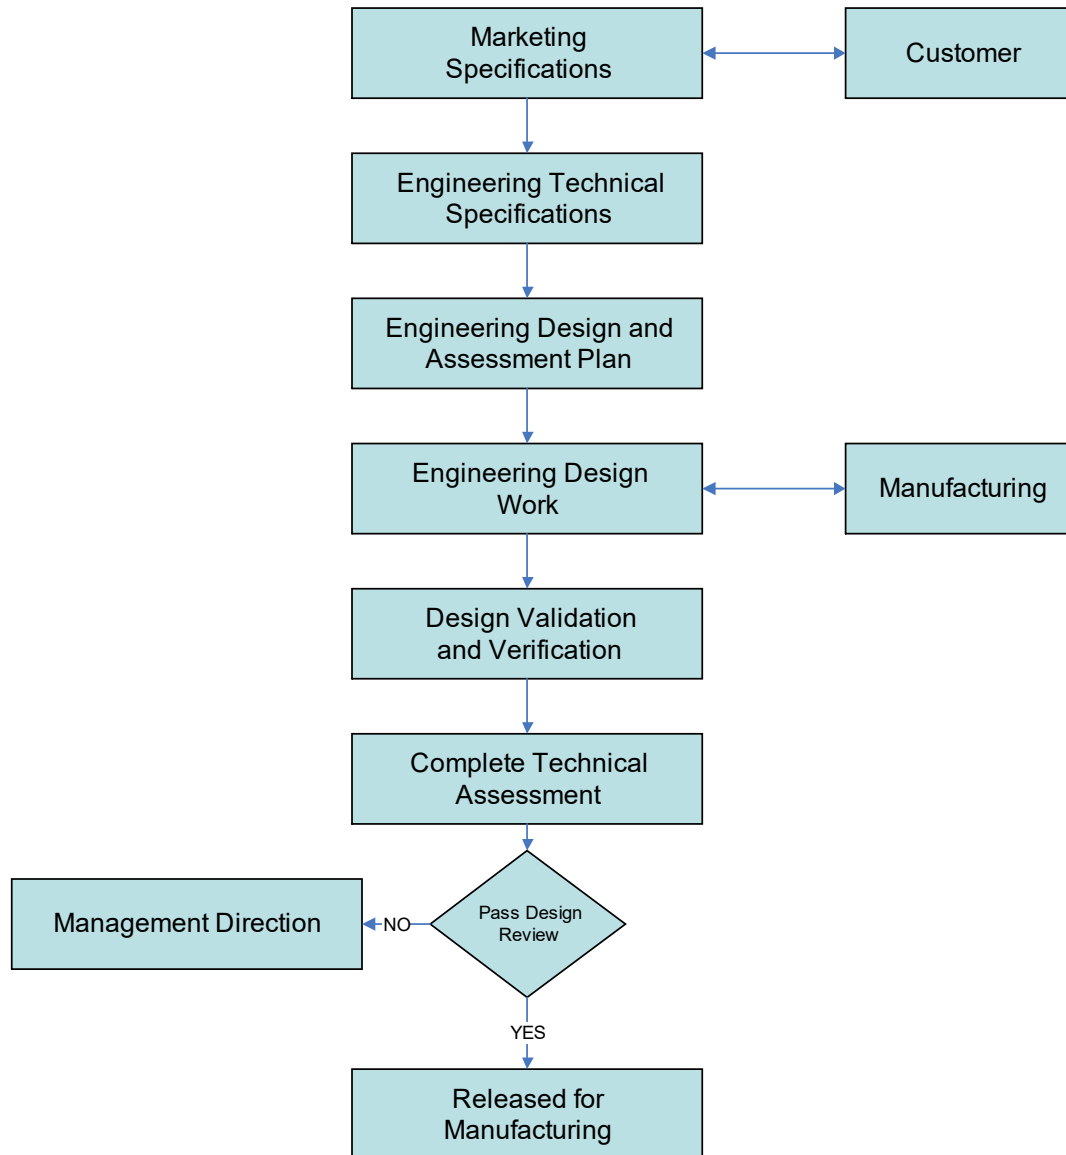 Marketing
Specifications
Customer
Engineering Technical
Specifications
Engineering Design and
Assessment Plan
Engineering Design
Work
Manufacturing
Design Validation
and Verification
Complete Technical
Assessment
Management Direction
NO
Pass Design
Review
YES
Released for
Manufacturing